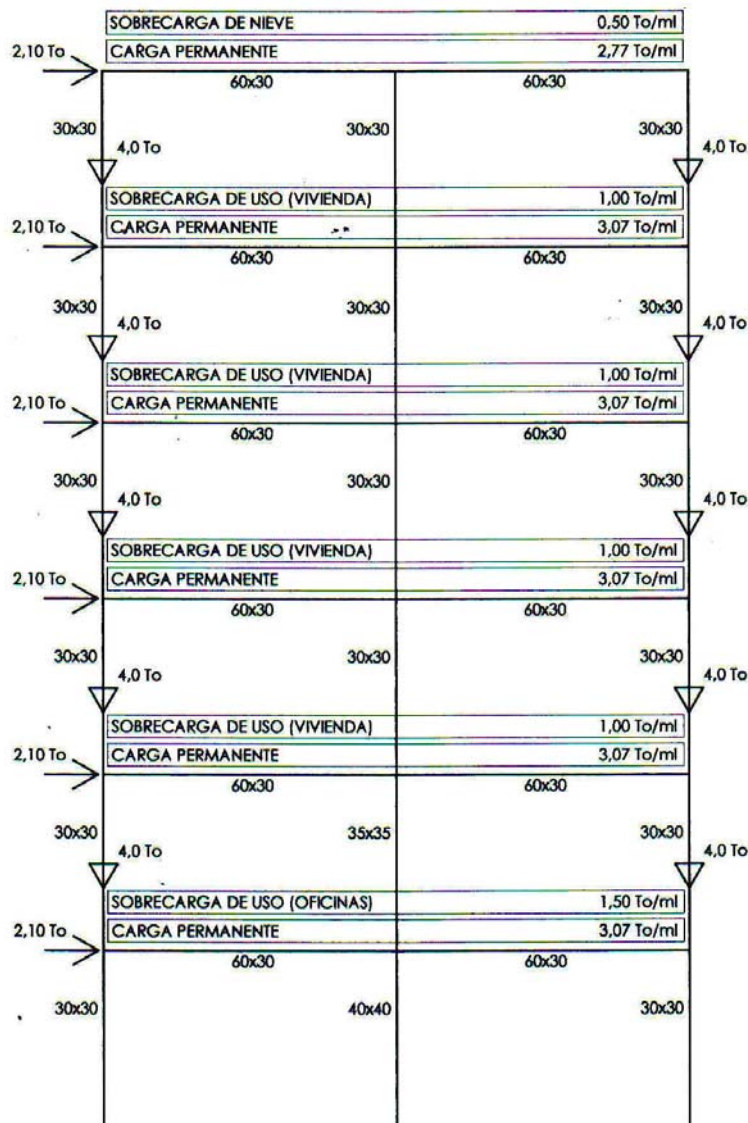 SOBRECARGA DE NIEVE 0,50 To/ml
2,10 To CARGA PERMANENTE 2,77 To/ml
60x30 60x30
30x30 30x30 30x30
4,0 To 4,0 To
SOBRECARGA DE USO (VIVIENDA) 1,00 To/ml
2,10 To CARGA PERMANENTE 3,07 To/ml
60x30 60x30
30x30 30x30 30x30
4,0 To 4,0 To
SOBRECARGA DE USO (VIVIENDA) 1,00 To/ml
2,10 To CARGA PERMANENTE 3,07 To/ml
60x30 60x30
30x30 30x30 30x30
4,0 To 4,0 To
SOBRECARGA DE USO (VIVIENDA) 1,00 To/ml
2,10 To CARGA PERMANENTE 3,07 To/ml
60x30 60x30
30x30 30x30 30x30
4,0 To 4,0 To
SOBRECARGA DE USO (VIVIENDA) 1,00 To/ml
2,10 To CARGA PERMANENTE 3,07 To/ml
60x30 60x30
30x30 35x35 30x30
4,0 To 4,0 To
SOBRECARGA DE USO (OFICINAS) 1,50 To/ml
2,10 To CARGA PERMANENTE 3,07 To/ml
60x30 60x30
30x30 40x40 30x30